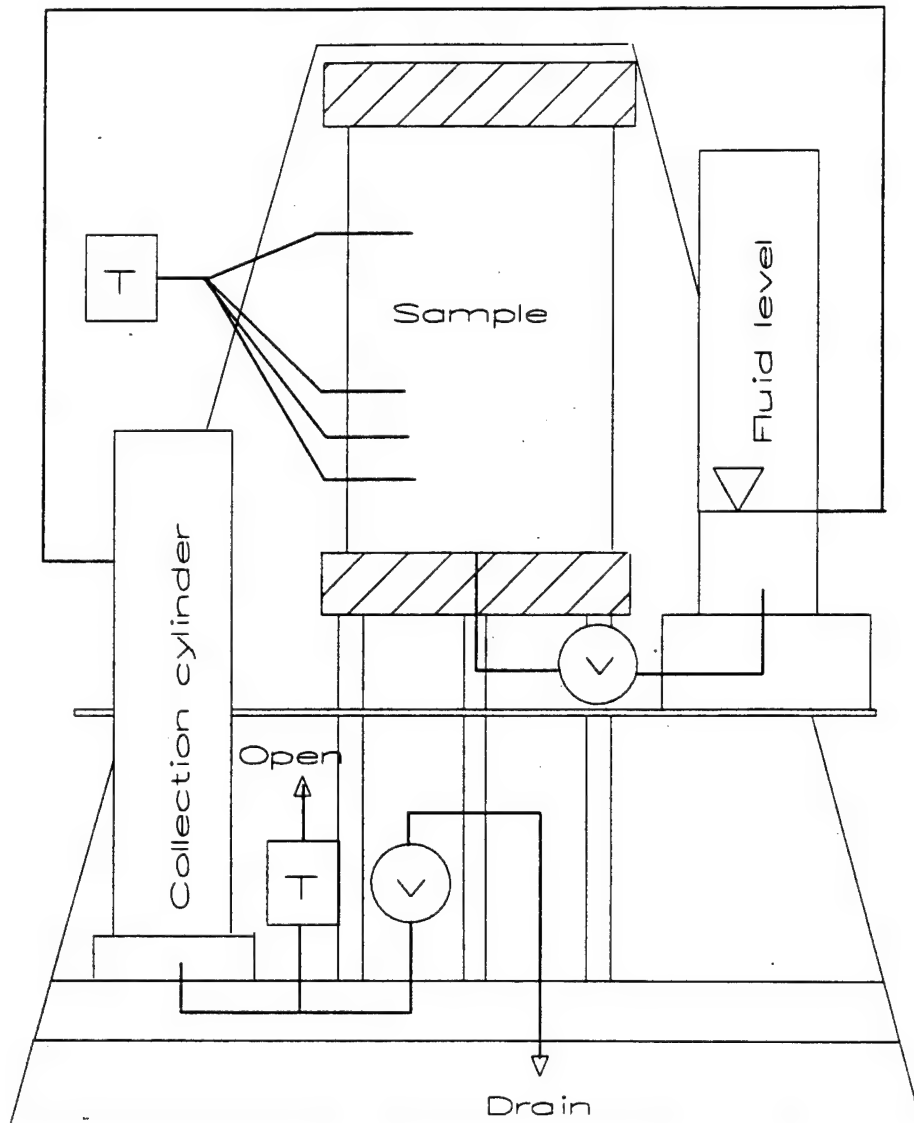 T
Sample
Fluid level
V
Collection cylinder
Open
T
V
Drain